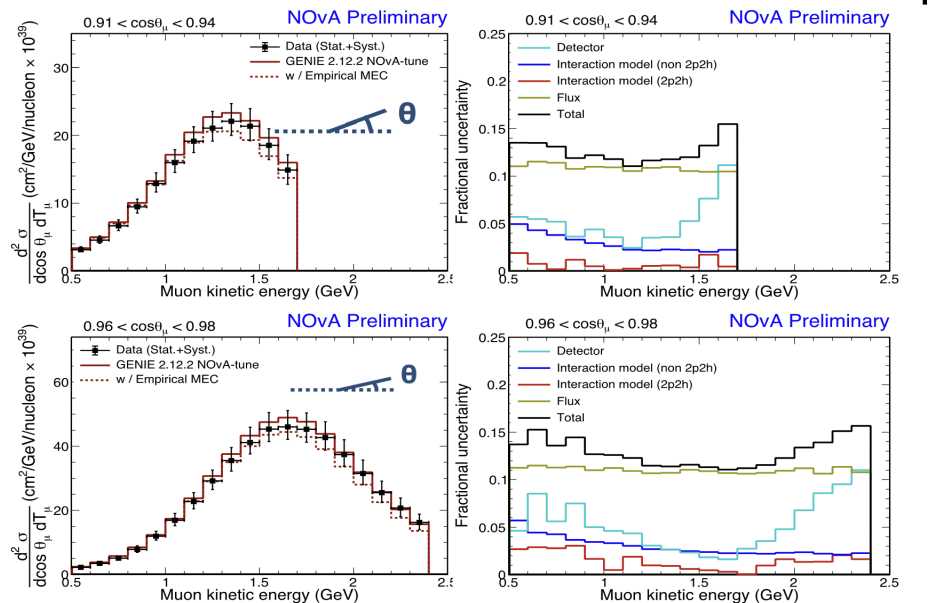 NOvA Preliminary
0.91 < cosθμ < 0.94
Data (Stat.+Syst.)
GENIE 2.12.2 NOvA-tune
w / Empirical MEC
θ
d² σ
dcos θμ dTμ
(cm²/GeV/nucleon × 10³⁹)
30
20
10
0
0.5 1 1.5 2 2.5
Muon kinetic energy (GeV)
NOvA Preliminary
0.91 < cosθμ < 0.94
Detector
Interaction model (non 2p2h)
Interaction model (2p2h)
Flux
Total
Fractional uncertainty
0.25
0.2
0.15
0.1
0.05
0
0.5 1 1.5 2 2.5
Muon kinetic energy (GeV)
NOvA Preliminary
0.96 < cosθμ < 0.98
Data (Stat.+Syst.)
GENIE 2.12.2 NOvA-tune
w / Empirical MEC
θ
d² σ
dcos θμ dTμ
(cm²/GeV/nucleon × 10³⁹)
60
40
20
0
0.5 1 1.5 2 2.5
Muon kinetic energy (GeV)
NOvA Preliminary
0.96 < cosθμ < 0.98
Detector
Interaction model (non 2p2h)
Interaction model (2p2h)
Flux
Total
Fractional uncertainty
0.25
0.2
0.15
0.1
0.05
0
0.5 1 1.5 2 2.5
Muon kinetic energy (GeV)